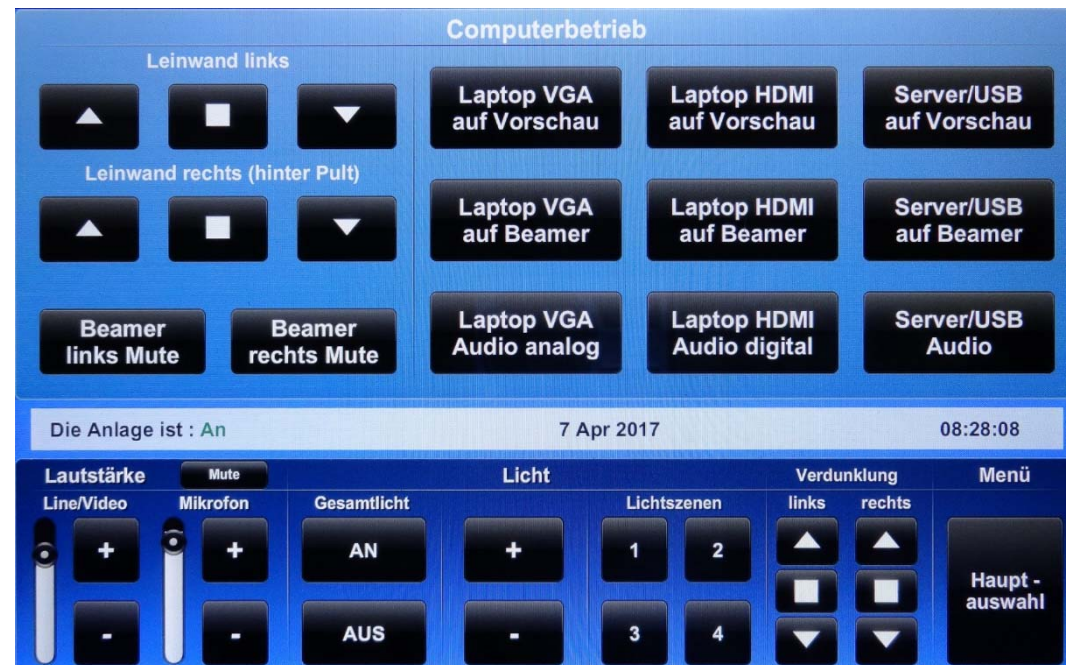 Computerbetrieb
Leinwand links
Leinwand rechts (hinter Pult)
Beamer
links Mute
Beamer
rechts Mute
Laptop VGA
auf Vorschau
Laptop HDMI
auf Vorschau
Server/USB
auf Vorschau
Laptop VGA
auf Beamer
Laptop HDMI
auf Beamer
Server/USB
auf Beamer
Laptop VGA
Audio analog
Laptop HDMI
Audio digital
Server/USB
Audio
Die Anlage ist : An
7 Apr 2017
08:28:08
Lautstärke
Mute
Line/Video
Mikrofon
+
+
-
-
Licht
Gesamtlicht
AN
AUS
+
-
Lichtszenen
1 2
3 4
Verdunklung
links rechts
Menü
Haupt -
auswahl